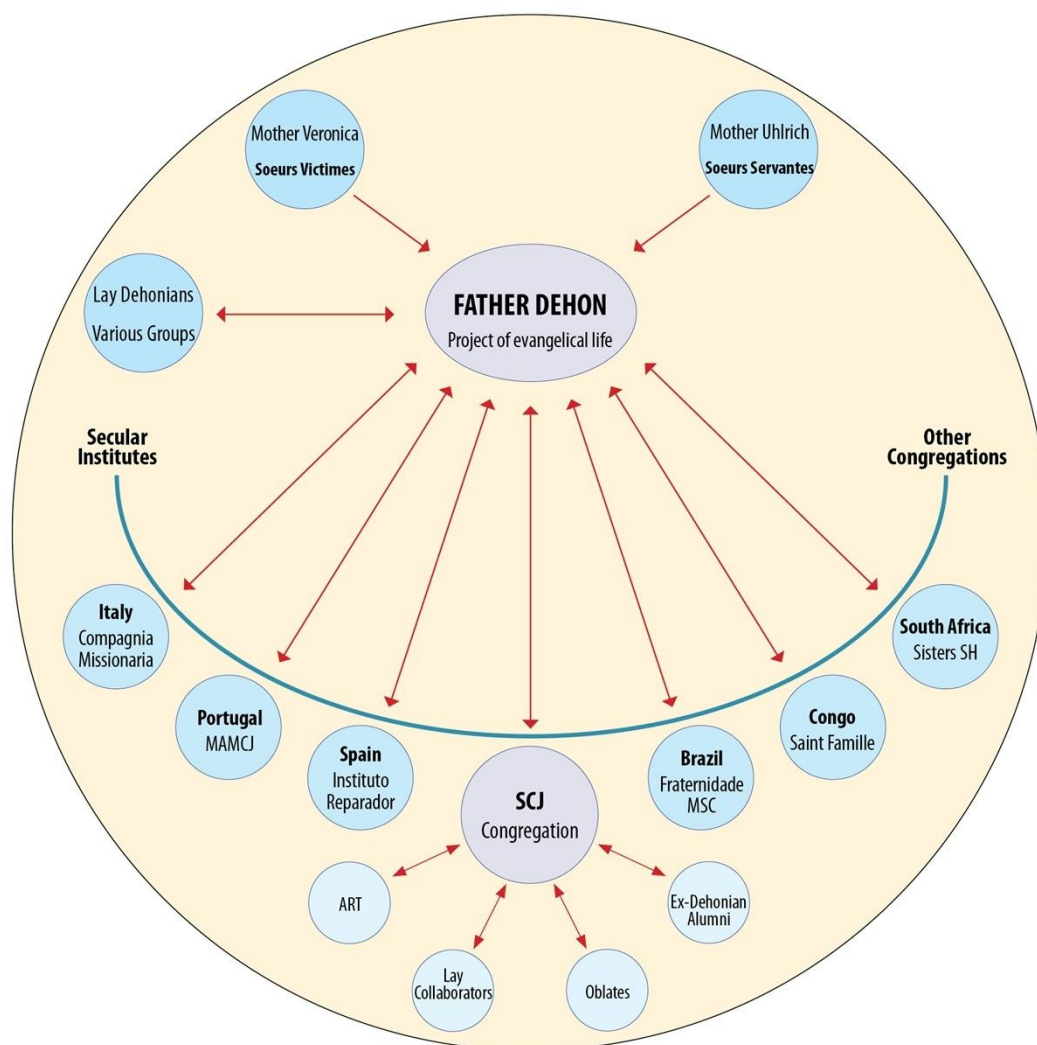 Mother Veronica
Soeurs Victimes
Mother Uhlrich
Soeurs Servantes
Lay Dehonians
Various Groups
FATHER DEHON
Project of evangelical life
Secular
Institutes
Other
Congregations
Italy
Compagnia
Missionaria
South Africa
Sisters SH
Portugal
MAMCJ
Congo
Saint Famille
Spain
Instituto
Reparador
Brazil
Fraternidade
MSC
SCJ
Congregation
ART
Ex-Dehonian
Alumni
Lay
Collaborators
Oblates